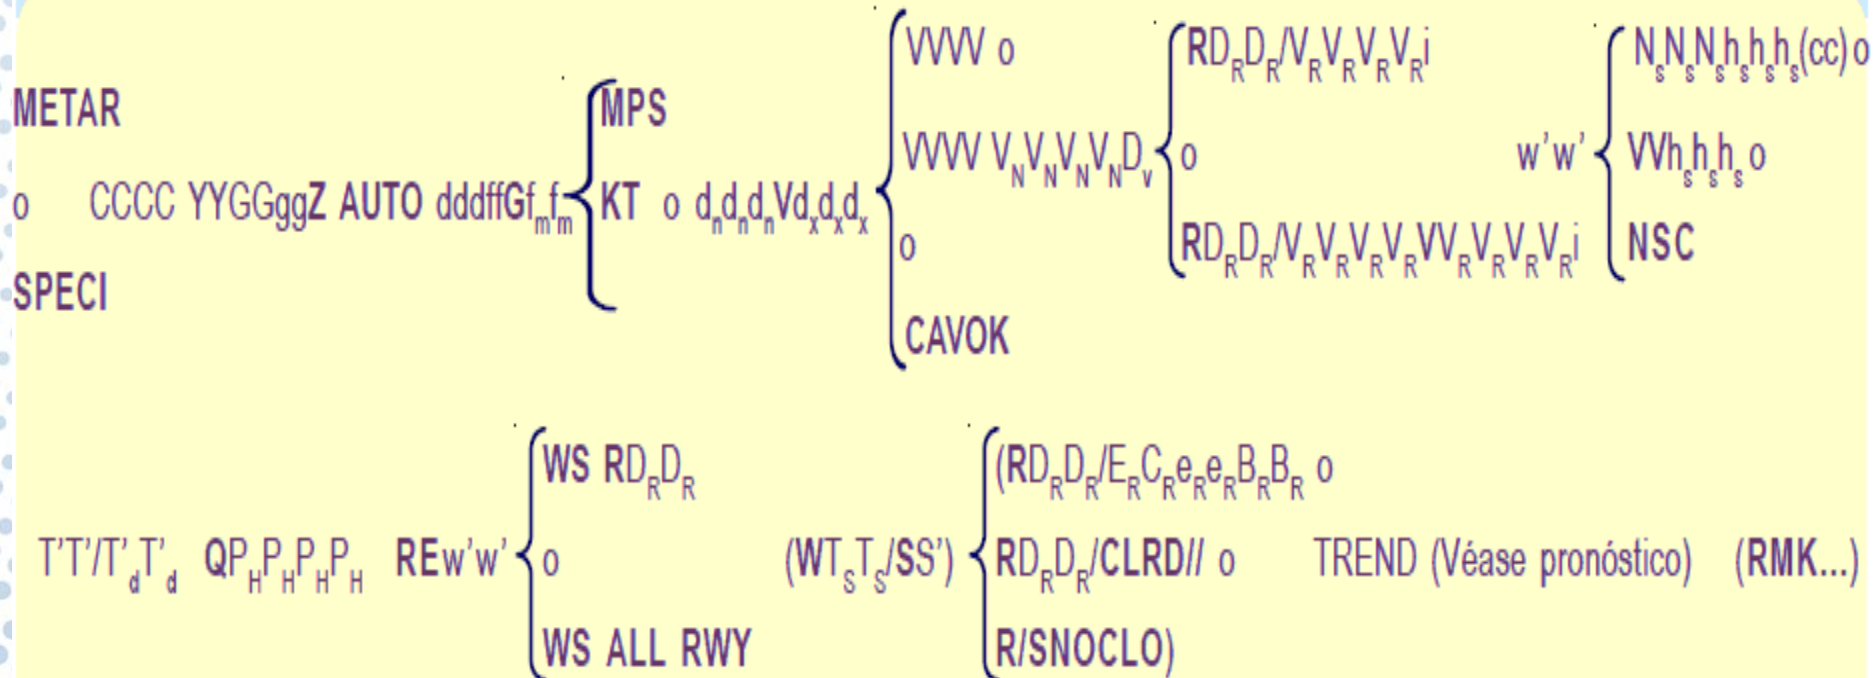 METAR
o
SPECI
CCCC YYGGggZ AUTO dddffGfmfm
MPS
KT o dndndnVdxdxdx
VVVV o
VVVV VNVNVNVNDv
o
CAVOK
RDRDR/VRVRVRVRi
o
RDRDR/VRVRVRVRVVRVRVRVRi
w’w’
NsNsNshshshs(cc) o
VVhshshs o
NSC
T’T’/T’dT’d QPHPHPHPH REw’w’
WS RDRDR
o
WS ALL RWY
(WTSTS/SS’)
(RDRDR/ERCReReRBRBR o
RDRDR/CLRD// o
R/SNOCLO)
TREND (Véase pronóstico) (RMK...)